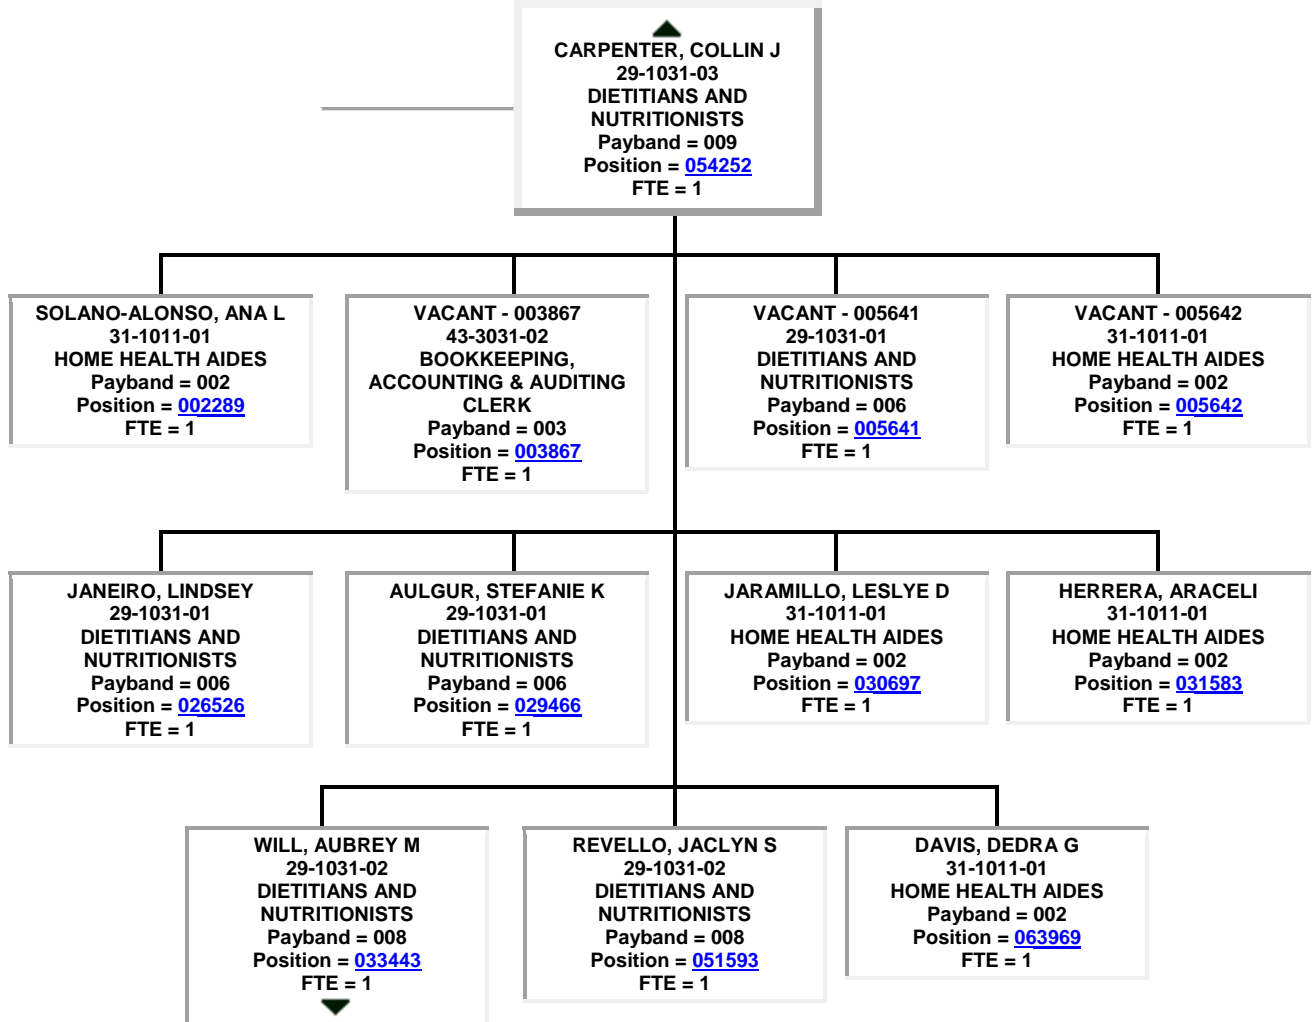 CARPENTER, COLLIN J
29-1031-03
DIETITIANS AND
NUTRITIONISTS
Payband = 009
Position = 054252
FTE = 1
SOLANO-ALONSO, ANA L
31-1011-01
HOME HEALTH AIDES
Payband = 002
Position = 002289
FTE = 1
VACANT - 003867
43-3031-02
BOOKKEEPING,
ACCOUNTING & AUDITING
CLERK
Payband = 003
Position = 003867
FTE = 1
VACANT - 005641
29-1031-01
DIETITIANS AND
NUTRITIONISTS
Payband = 006
Position = 005641
FTE = 1
VACANT - 005642
31-1011-01
HOME HEALTH AIDES
Payband = 002
Position = 005642
FTE = 1
JANEIRO, LINDSEY
29-1031-01
DIETITIANS AND
NUTRITIONISTS
Payband = 006
Position = 026526
FTE = 1
AULGUR, STEFANIE K
29-1031-01
DIETITIANS AND
NUTRITIONISTS
Payband = 006
Position = 029466
FTE = 1
JARAMILLO, LESLYE D
31-1011-01
HOME HEALTH AIDES
Payband = 002
Position = 030697
FTE = 1
HERRERA, ARACELI
31-1011-01
HOME HEALTH AIDES
Payband = 002
Position = 031583
FTE = 1
WILL, AUBREY M
29-1031-02
DIETITIANS AND
NUTRITIONISTS
Payband = 008
Position = 033443
FTE = 1
REVELLO, JACLYN S
29-1031-02
DIETITIANS AND
NUTRITIONISTS
Payband = 008
Position = 051593
FTE = 1
DAVIS, DEDRA G
31-1011-01
HOME HEALTH AIDES
Payband = 002
Position = 063969
FTE = 1